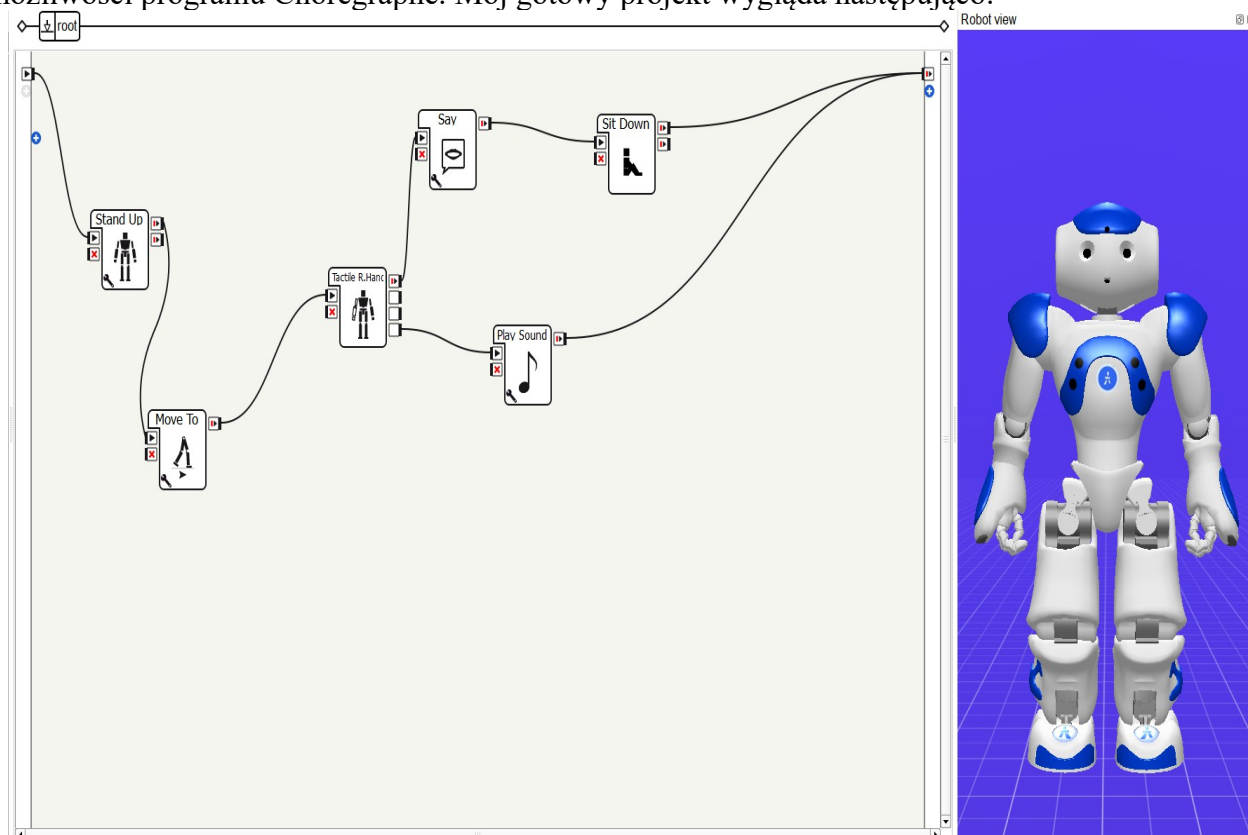 możliwości programu Choregraphe. Mój gotowy projekt wygląda następująco:
root
Robot view
Say
Sit Down
Stand Up
Tactile R.Hand
Play Sound
Move To